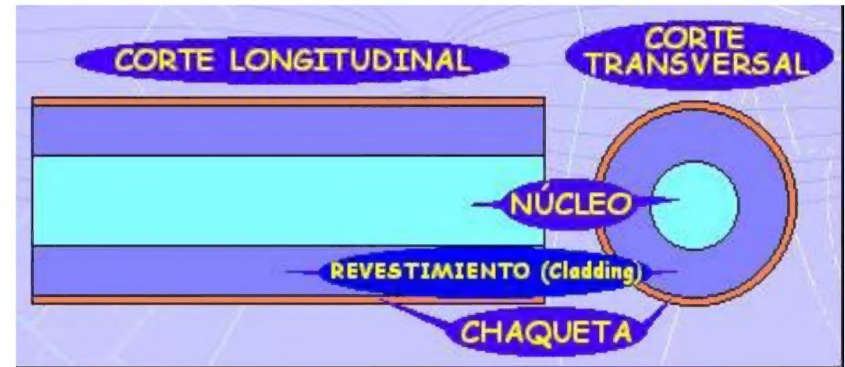 CORTE LONGITUDINAL
CORTE
TRANSVERSAL
NÚCLEO
REVESTIMIENTO (Cladding)
CHAQUETA